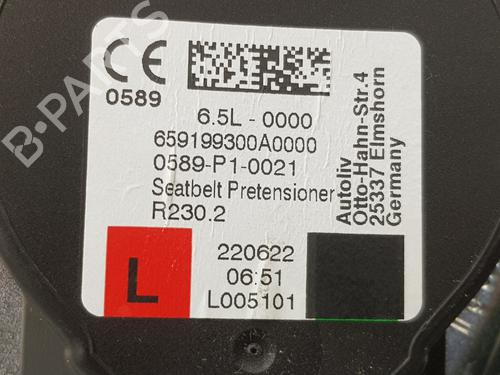 B-PARTS
CE
0589
6.5L - 0000
659199300A0000
0589-P1-0021
Seatbelt Pretensioner
R230.2
L
220622
06:51
L005101
Autoliv
Otto-Hahn-Str.4
25337 Elmshorn
Germany